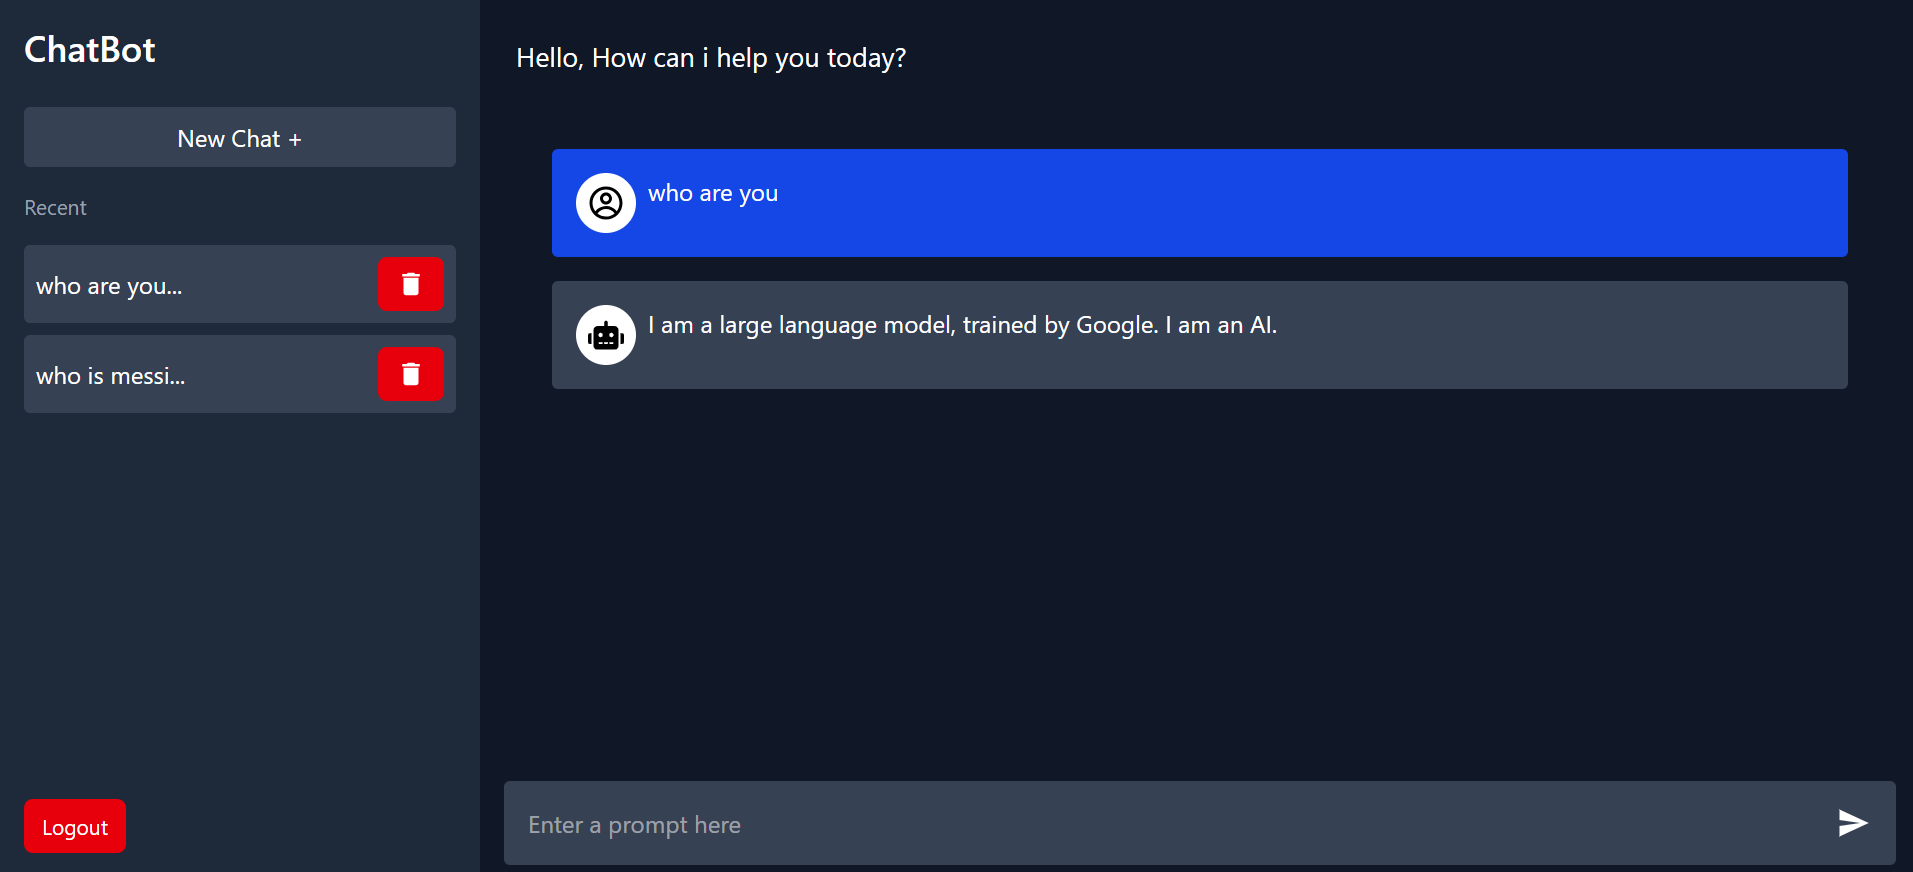 ChatBot
New Chat +
Recent
who are you...
who is messi...
Logout
Hello, How can i help you today?
who are you
I am a large language model, trained by Google. I am an AI.
Enter a prompt here